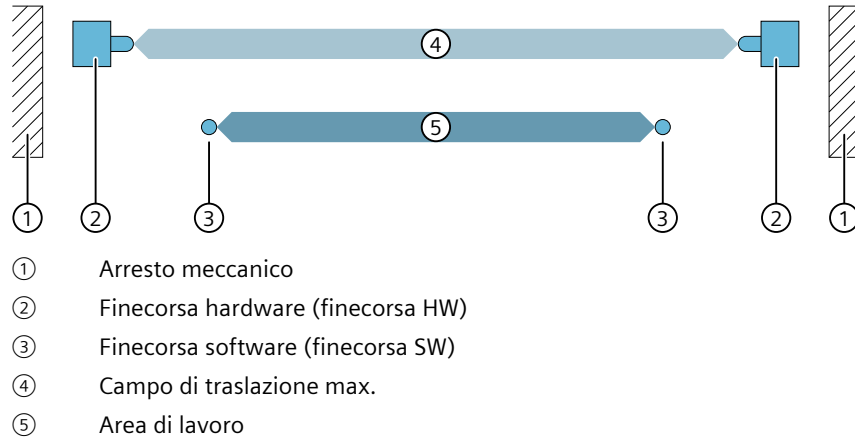 ④
⑤
① ② ③ ③ ② ①
① Arresto meccanico
② Finecorsa hardware (finecorsa HW)
③ Finecorsa software (finecorsa SW)
④ Campo di traslazione max.
⑤ Area di lavoro